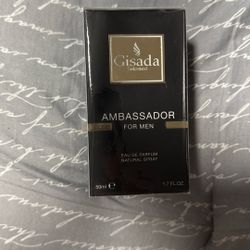 Gisada
AMBASSADOR
FOR MEN
EAU DE PARFUM
NATURAL SPRAY
50ml e 1.7 FL.OZ.